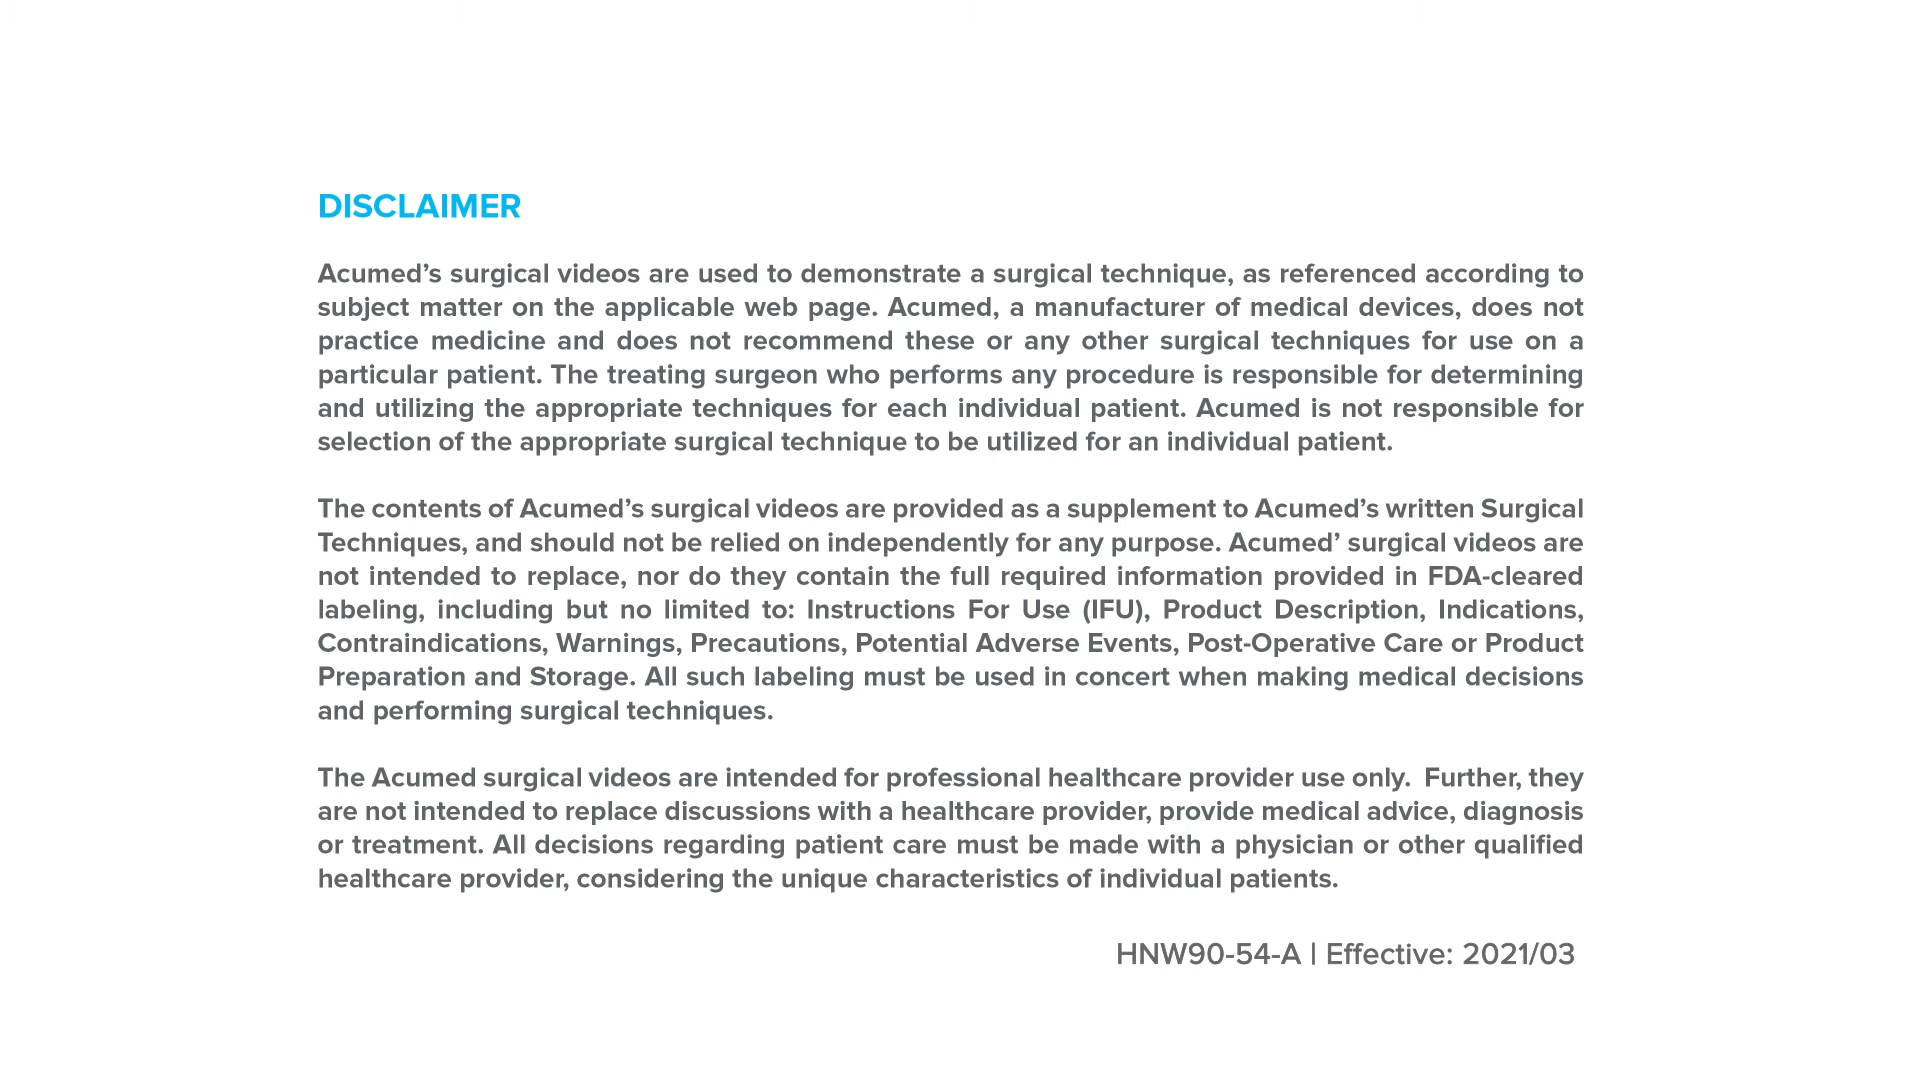 DISCLAIMER
Acumed’s surgical videos are used to demonstrate a surgical technique, as referenced according to
subject matter on the applicable web page. Acumed, a manufacturer of medical devices, does not
practice medicine and does not recommend these or any other surgical techniques for use on a
particular patient. The treating surgeon who performs any procedure is responsible for determining
and utilizing the appropriate techniques for each individual patient. Acumed is not responsible for
selection of the appropriate surgical technique to be utilized for an individual patient.
The contents of Acumed’s surgical videos are provided as a supplement to Acumed’s written Surgical
Techniques, and should not be relied on independently for any purpose. Acumed’ surgical videos are
not intended to replace, nor do they contain the full required information provided in FDA-cleared
labeling, including but no limited to: Instructions For Use (IFU), Product Description, Indications,
Contraindications, Warnings, Precautions, Potential Adverse Events, Post-Operative Care or Product
Preparation and Storage. All such labeling must be used in concert when making medical decisions
and performing surgical techniques.
The Acumed surgical videos are intended for professional healthcare provider use only.  Further, they
are not intended to replace discussions with a healthcare provider, provide medical advice, diagnosis
or treatment. All decisions regarding patient care must be made with a physician or other qualified
healthcare provider, considering the unique characteristics of individual patients.
HNW90-54-A | Effective: 2021/03